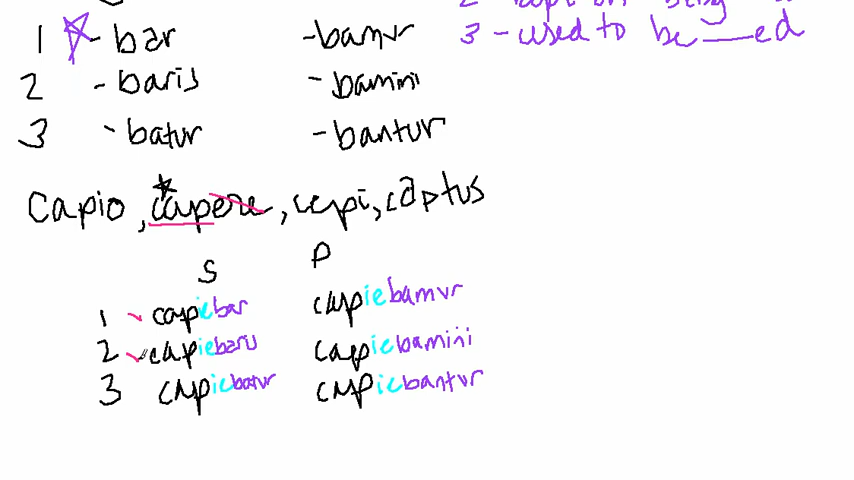 1 - bar -bamur 3 - used to be ___ed
2 - baris - bamini
3 - batur - bantur
Capio, capere, cepi, captus
S P
1 capiebar capiebamur
2 capiebaris capiebamini
3 capiebatur capiebantur